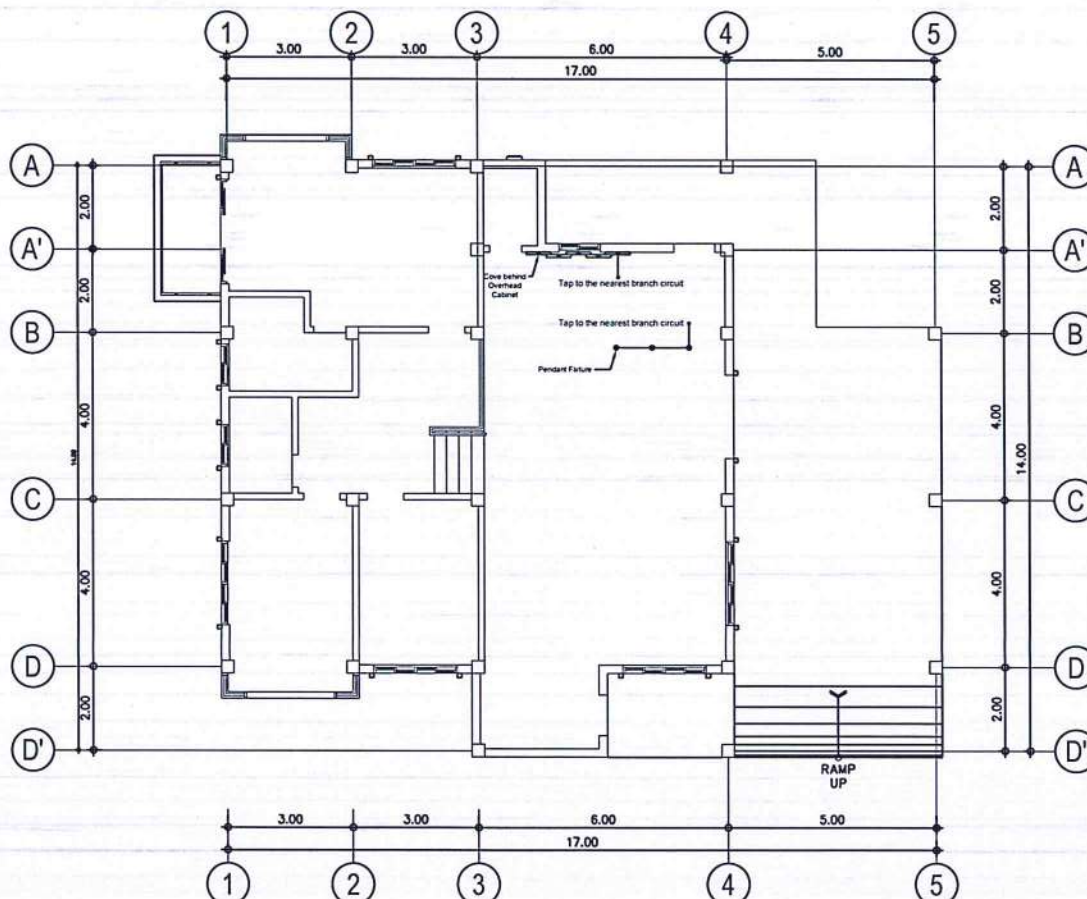 1 2 3 4 5
3.00 3.00 6.00 5.00
17.00
A A
2.00 2.00
A' A'
Cove behind
Overhead
Cabinet
Tap to the nearest branch circuit
2.00 2.00
B B
Tap to the nearest branch circuit
Pendant Fixture
4.00 4.00
14.00 14.00
C C
4.00 4.00
D D
2.00 2.00
D' D'
RAMP
UP
3.00 3.00 6.00 5.00
17.00
1 2 3 4 5